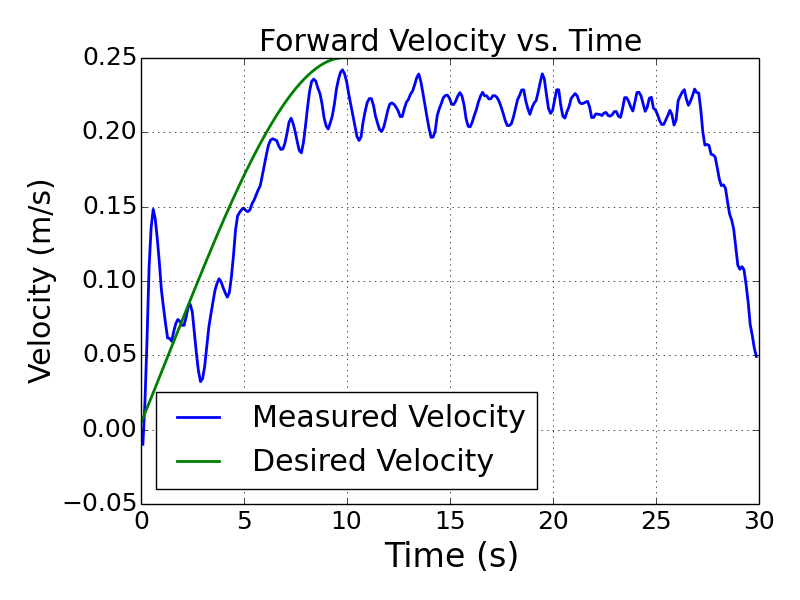 Forward Velocity vs. Time
0.25
0.20
0.15
0.10
0.05
0.00
−0.05
Velocity (m/s)
Measured Velocity
Desired Velocity
0 5 10 15 20 25 30
Time (s)